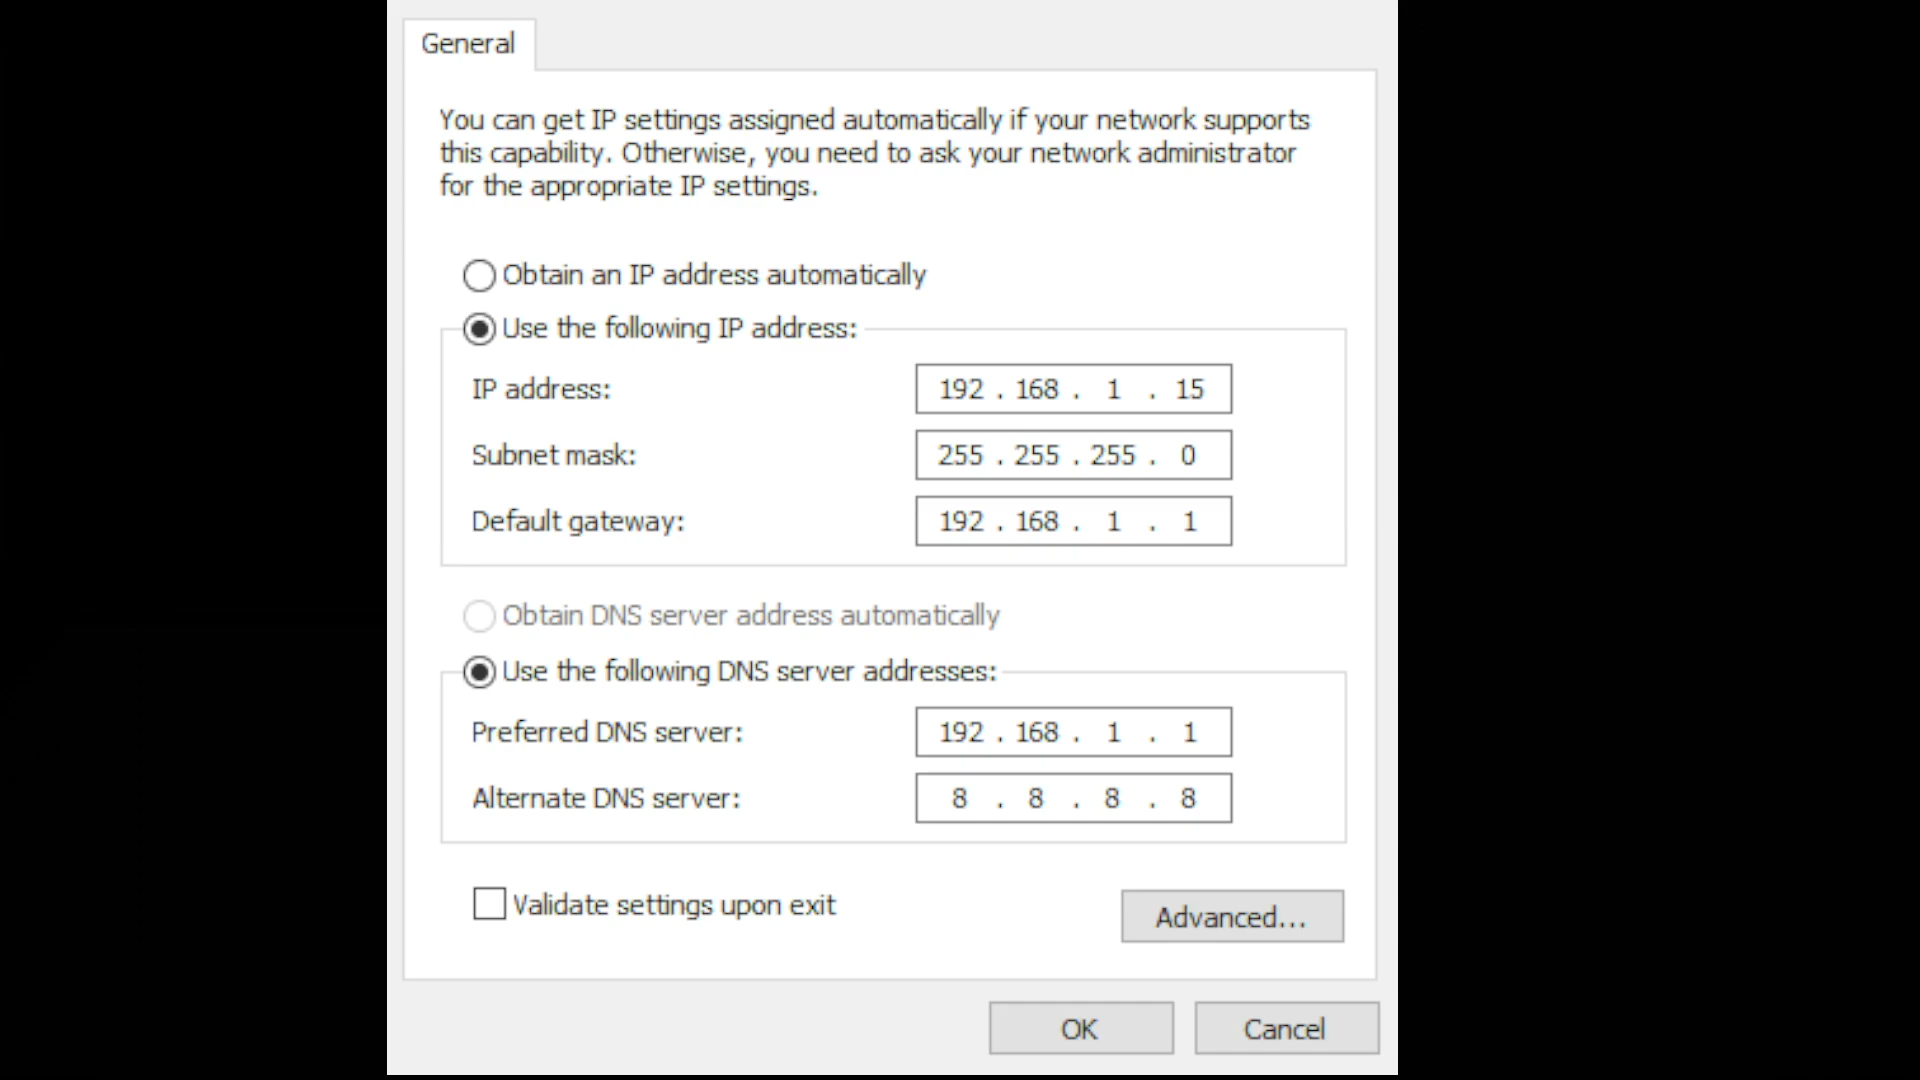 General
You can get IP settings assigned automatically if your network supports
this capability. Otherwise, you need to ask your network administrator
for the appropriate IP settings.
Obtain an IP address automatically
Use the following IP address:
IP address: 192 . 168 . 1 . 15
Subnet mask: 255 . 255 . 255 . 0
Default gateway: 192 . 168 . 1 . 1
Obtain DNS server address automatically
Use the following DNS server addresses:
Preferred DNS server: 192 . 168 . 1 . 1
Alternate DNS server: 8 . 8 . 8 . 8
Validate settings upon exit
Advanced...
OK Cancel